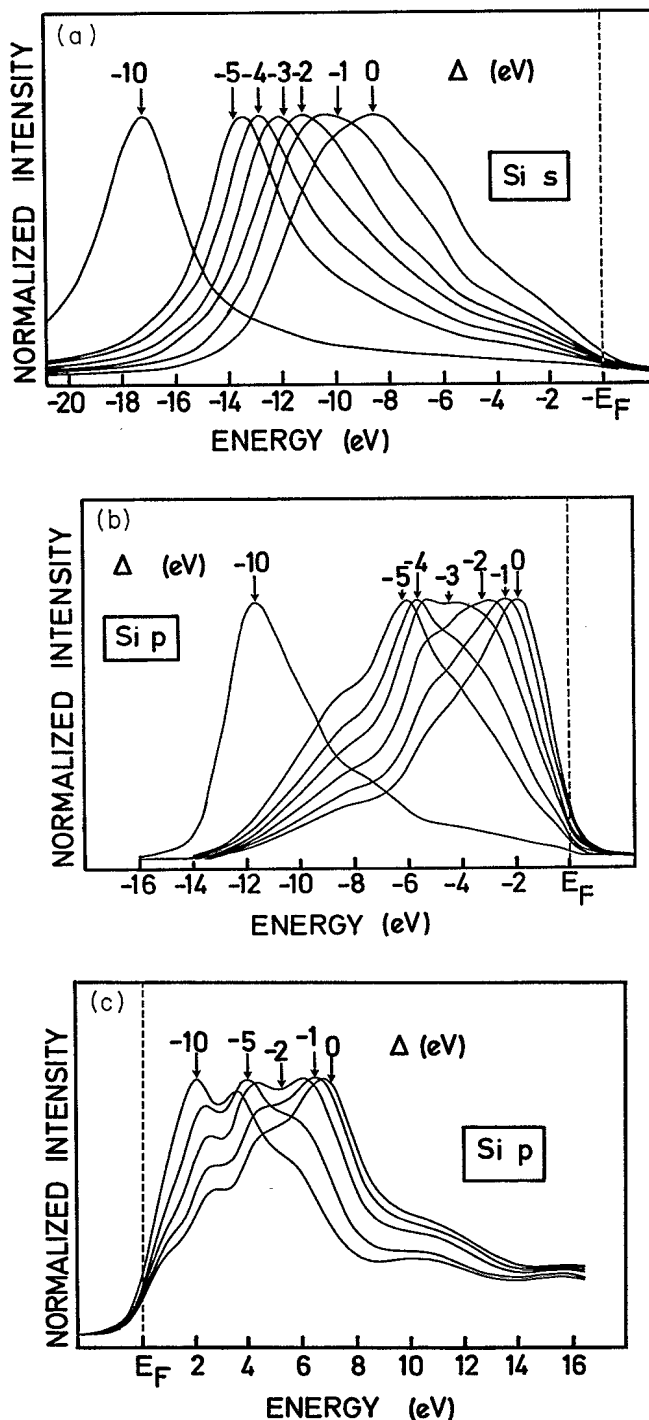 (a)
-10 -5 -4 -3 -2 -1 0 Δ (eV)
Si s
NORMALIZED INTENSITY
-20 -18 -16 -14 -12 -10 -8 -6 -4 -2 -E_F
ENERGY (eV)
(b)
Δ (eV) -10 -5 -4 -3 -2 -1 0
Si p
NORMALIZED INTENSITY
-16 -14 -12 -10 -8 -6 -4 -2 E_F
ENERGY (eV)
(c)
-10 -5 -2 -1 0 Δ (eV)
Si p
NORMALIZED INTENSITY
E_F 2 4 6 8 10 12 14 16
ENERGY (eV)